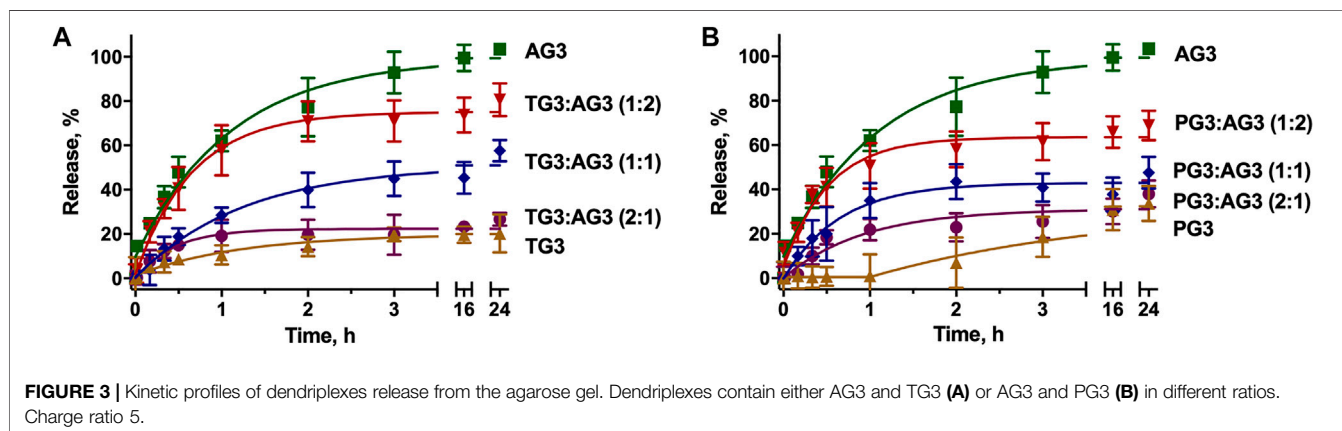 A
Release, %
100
80
60
40
20
0
0
1
2
3
16
24
Time, h
AG3
TG3:AG3 (1:2)
TG3:AG3 (1:1)
TG3:AG3 (2:1)
TG3
B
Release, %
100
80
60
40
20
0
0
1
2
3
16
24
Time, h
AG3
PG3:AG3 (1:2)
PG3:AG3 (1:1)
PG3:AG3 (2:1)
PG3
FIGURE 3 | Kinetic profiles of dendriplexes release from the agarose gel. Dendriplexes contain either AG3 and TG3 (A) or AG3 and PG3 (B) in different ratios.
Charge ratio 5.